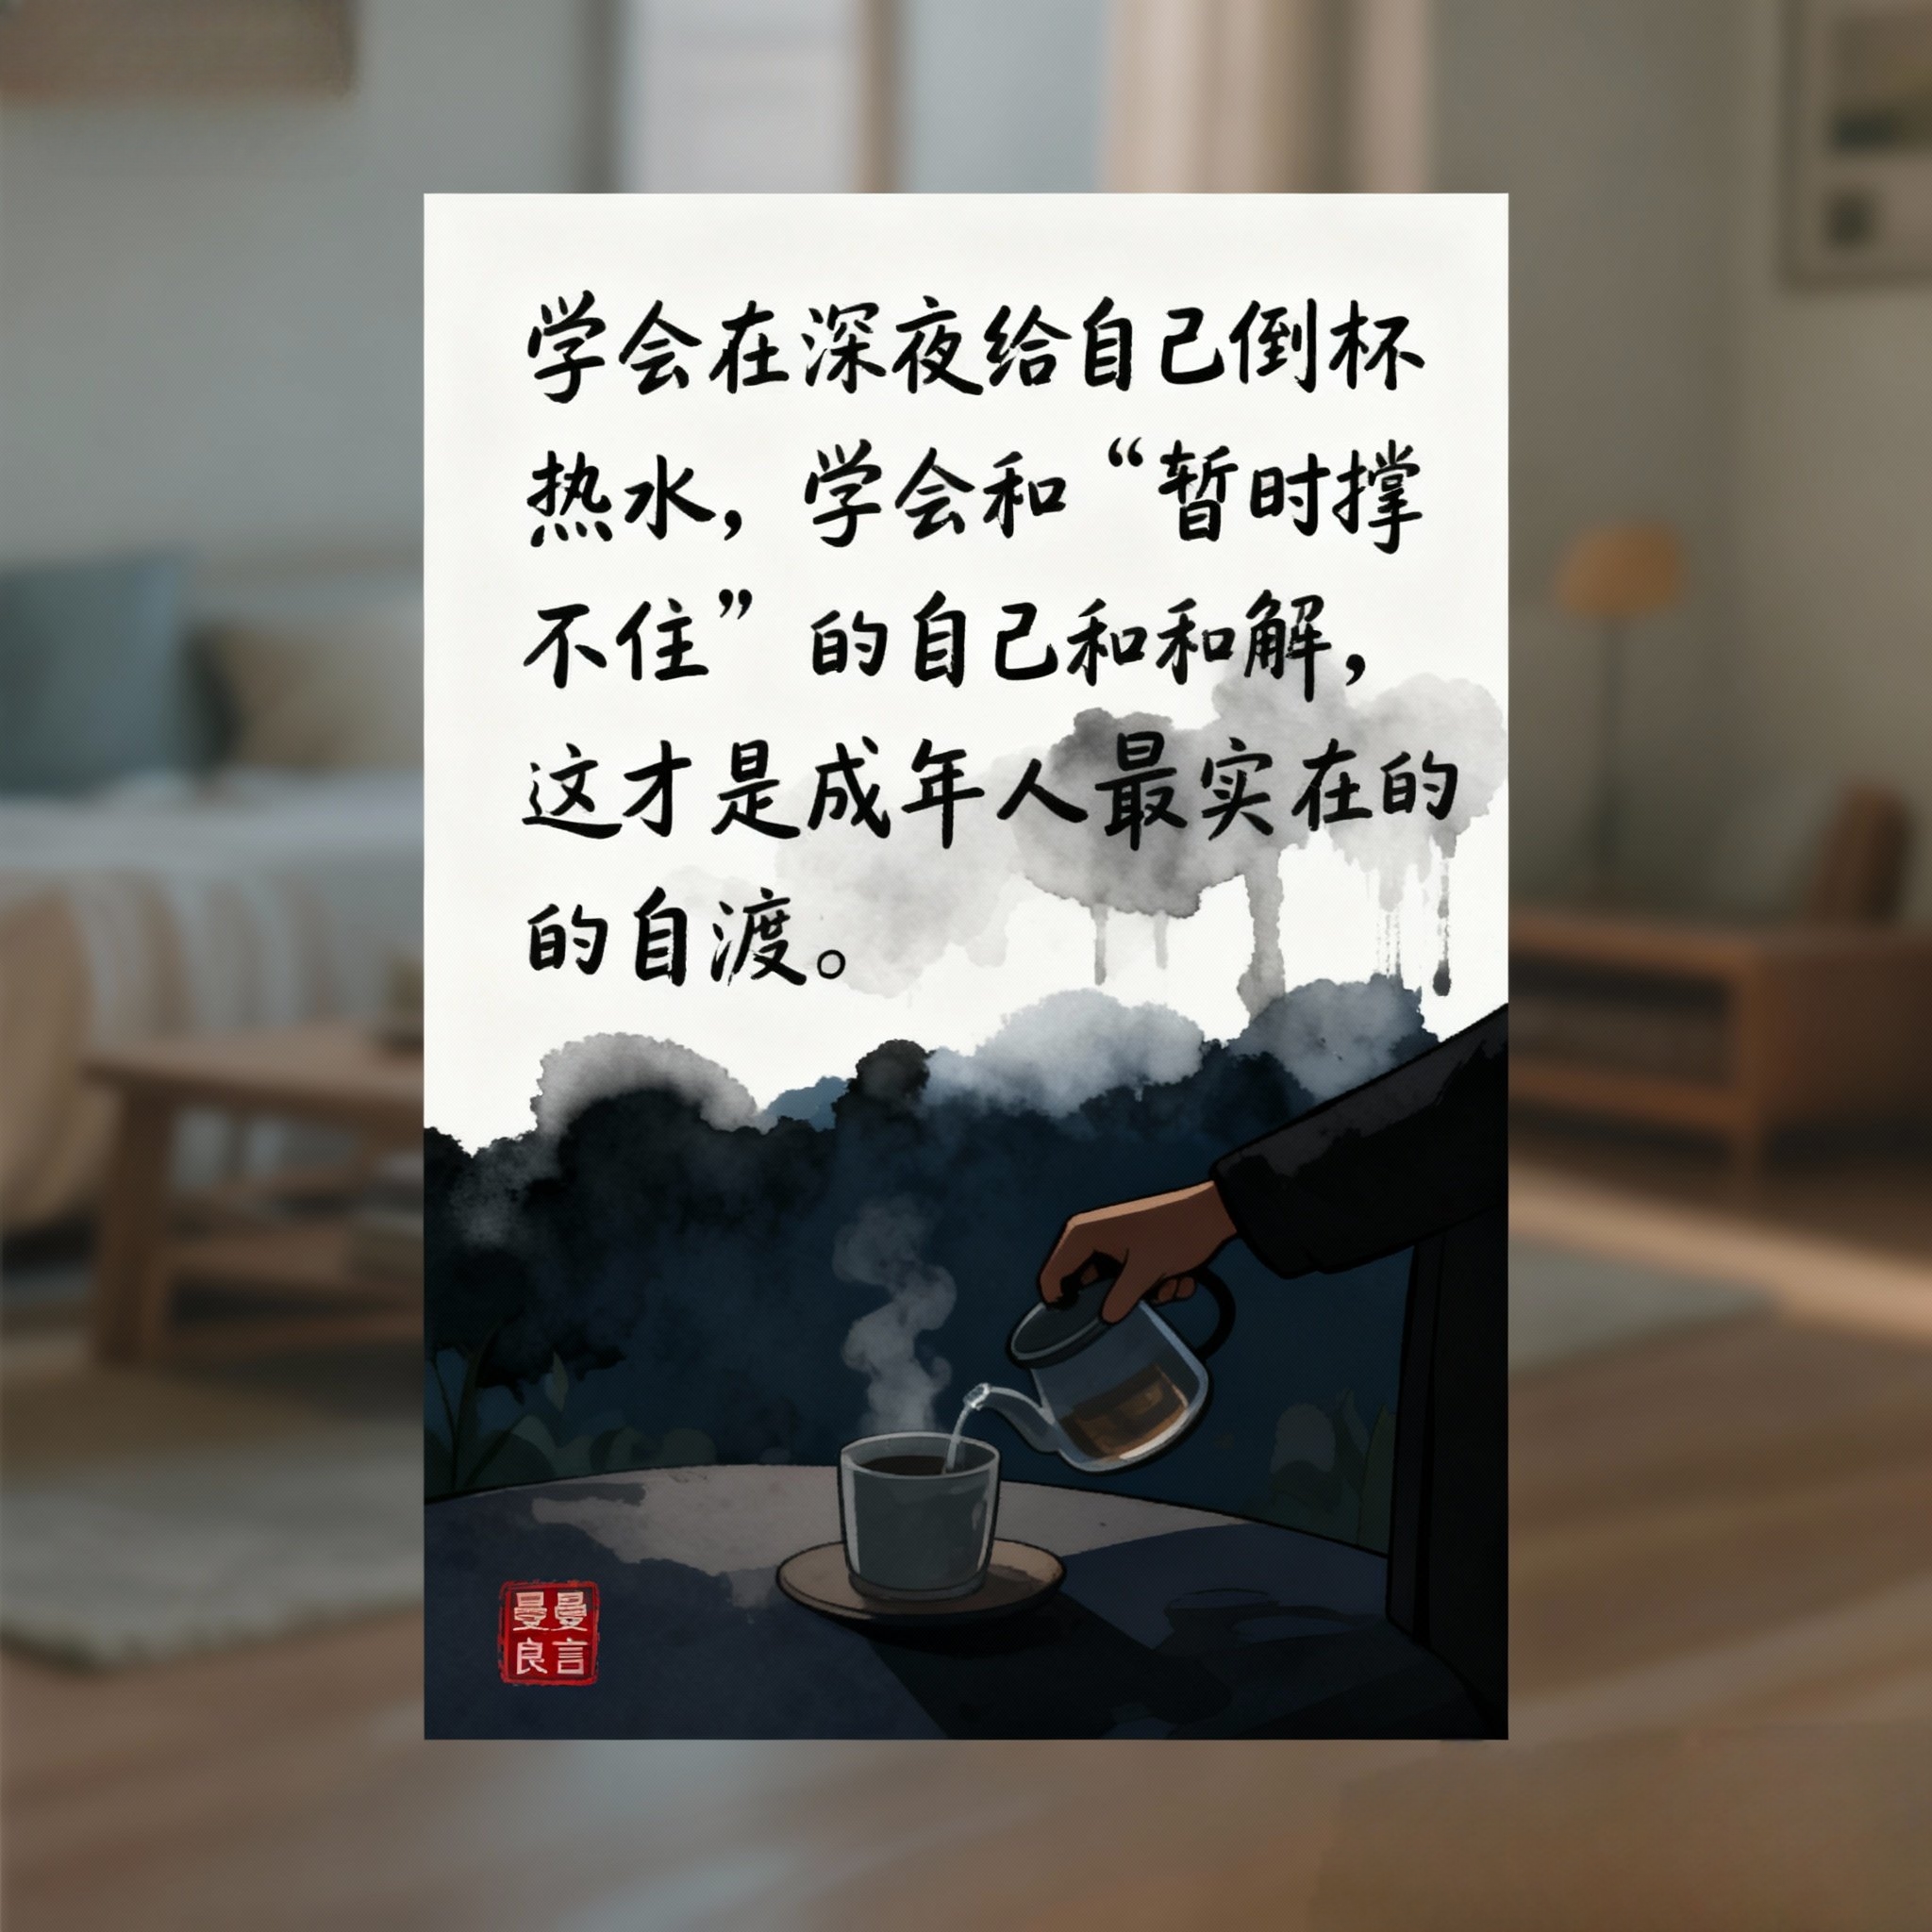 学会在深夜给自己倒杯
热水，学会和“暂时撑
不住”的自己和和解，
这才是成年人最实在的
的自渡。
曼曼
良言